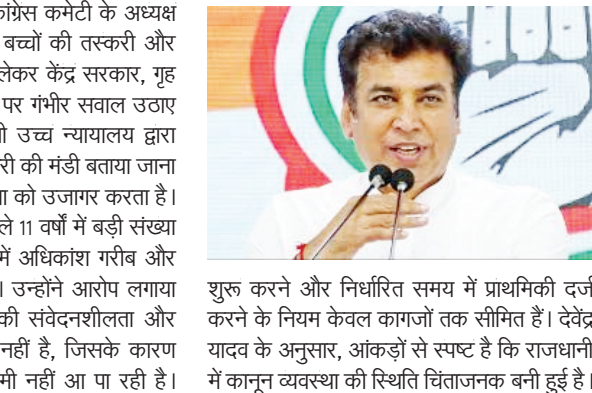 कांग्रेस कमेटी के अध्यक्ष
बच्चों की तस्करी और
लेकर केंद्र सरकार, गृह
पर गंभीर सवाल उठाए
उच्च न्यायालय द्वारा
री की मंडी बताया जाना
को उजागर करता है।
ले 11 वर्षों में बड़ी संख्या
में अधिकांश गरीब और
। उन्होंने आरोप लगाया
की संवेदनशीलता और
नहीं है, जिसके कारण
मी नहीं आ पा रही है।
शुरू करने और निर्धारित समय में प्राथमिकी दर्ज
करने के नियम केवल कागजों तक सीमित हैं। देवेंद्र
यादव के अनुसार, आंकड़ों से स्पष्ट है कि राजधानी
में कानून व्यवस्था की स्थिति चिंताजनक बनी हुई है।